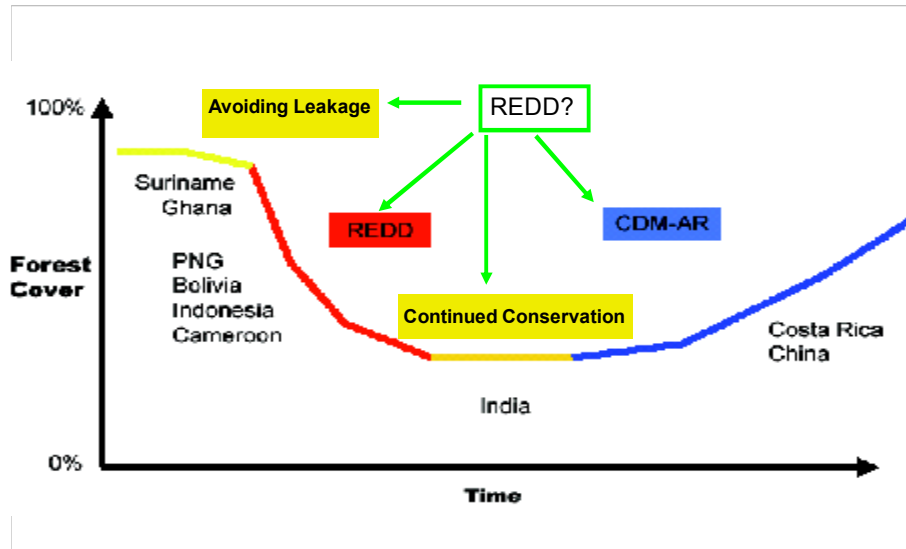 100%
Avoiding Leakage
REDD?
Suriname
Ghana
REDD
CDM-AR
Forest
Cover
PNG
Bolivia
Indonesia
Cameroon
Continued Conservation
Costa Rica
China
India
0%
Time